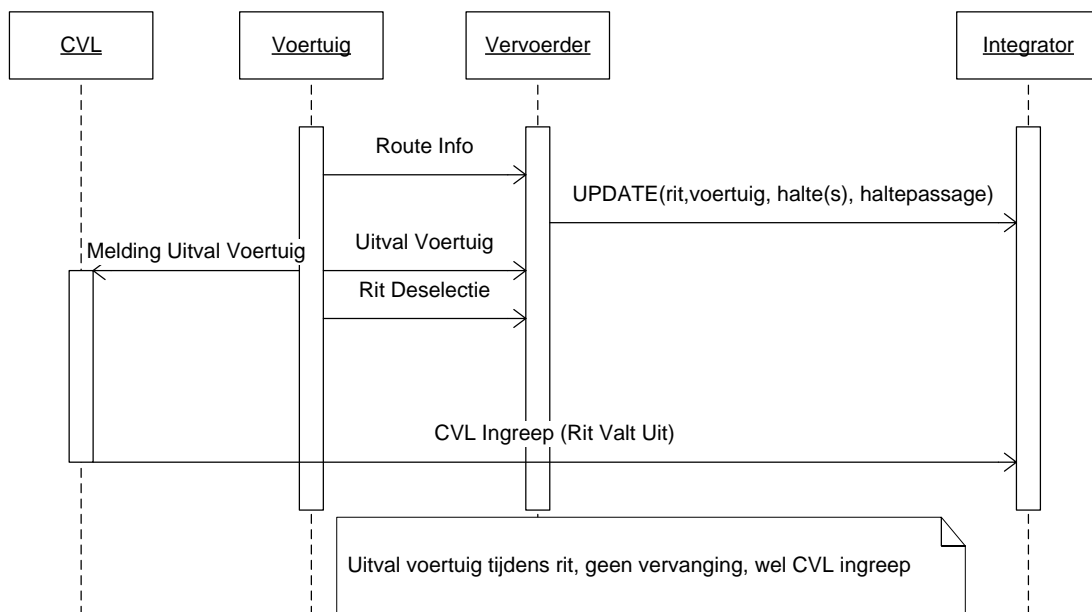 CVL
Voertuig
Vervoerder
Integrator
Route Info
UPDATE(rit,voertuig, halte(s), haltepassage)
Melding Uitval Voertuig
Uitval Voertuig
Rit Deselectie
CVL Ingreep (Rit Valt Uit)
Uitval voertuig tijdens rit, geen vervanging, wel CVL ingreep